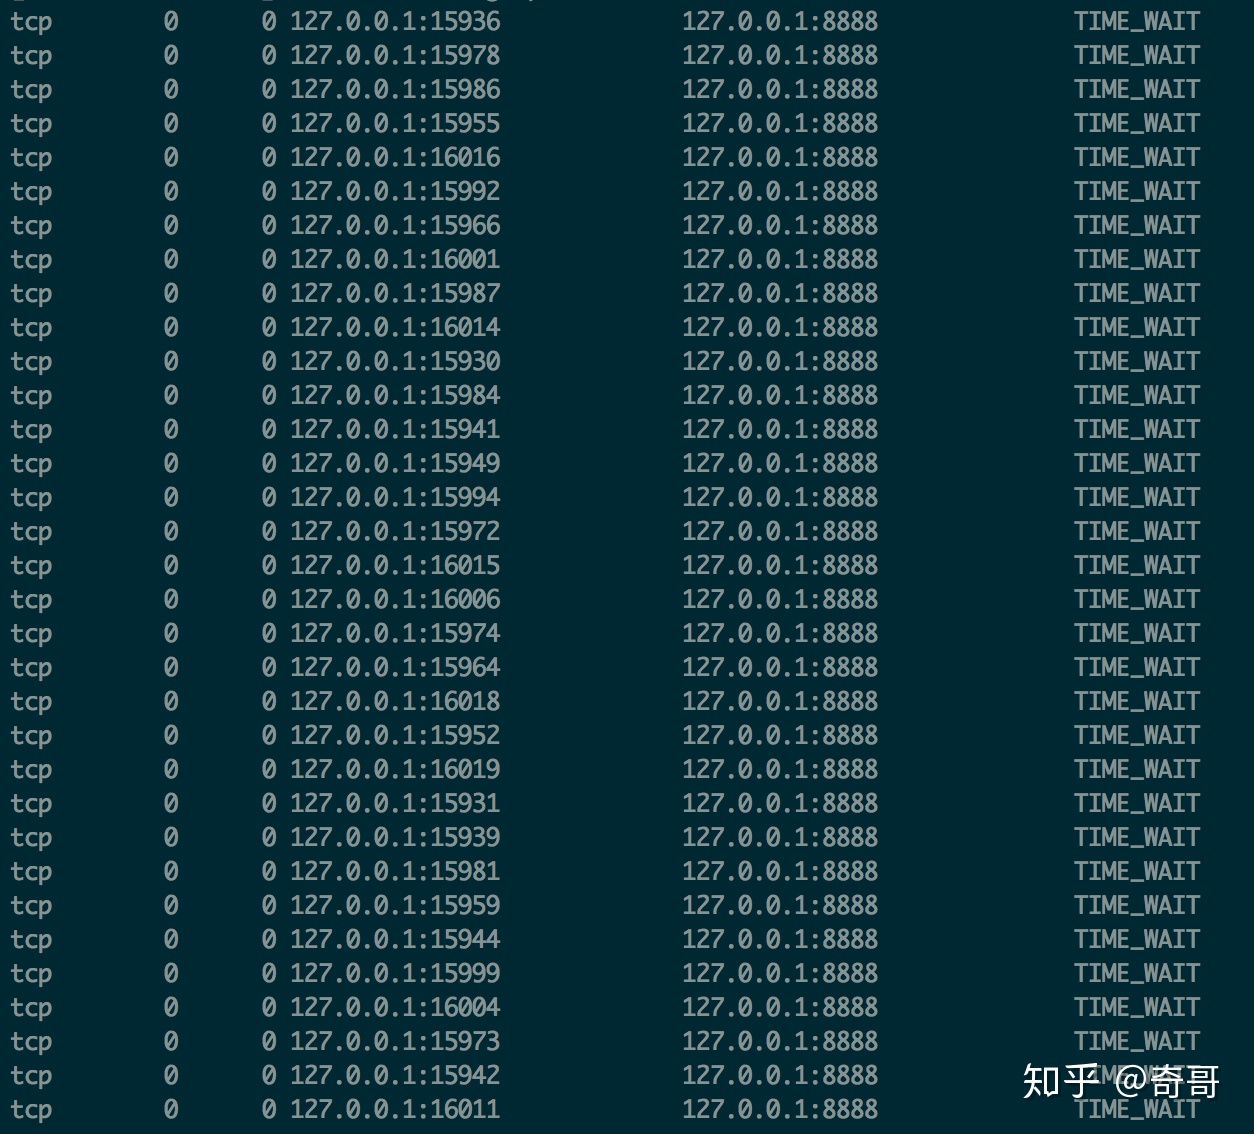 tcp 0 0 127.0.0.1:15936 127.0.0.1:8888 TIME_WAIT
tcp 0 0 127.0.0.1:15978 127.0.0.1:8888 TIME_WAIT
tcp 0 0 127.0.0.1:15986 127.0.0.1:8888 TIME_WAIT
tcp 0 0 127.0.0.1:15955 127.0.0.1:8888 TIME_WAIT
tcp 0 0 127.0.0.1:16016 127.0.0.1:8888 TIME_WAIT
tcp 0 0 127.0.0.1:15992 127.0.0.1:8888 TIME_WAIT
tcp 0 0 127.0.0.1:15966 127.0.0.1:8888 TIME_WAIT
tcp 0 0 127.0.0.1:16001 127.0.0.1:8888 TIME_WAIT
tcp 0 0 127.0.0.1:15987 127.0.0.1:8888 TIME_WAIT
tcp 0 0 127.0.0.1:16014 127.0.0.1:8888 TIME_WAIT
tcp 0 0 127.0.0.1:15930 127.0.0.1:8888 TIME_WAIT
tcp 0 0 127.0.0.1:15984 127.0.0.1:8888 TIME_WAIT
tcp 0 0 127.0.0.1:15941 127.0.0.1:8888 TIME_WAIT
tcp 0 0 127.0.0.1:15949 127.0.0.1:8888 TIME_WAIT
tcp 0 0 127.0.0.1:15994 127.0.0.1:8888 TIME_WAIT
tcp 0 0 127.0.0.1:15972 127.0.0.1:8888 TIME_WAIT
tcp 0 0 127.0.0.1:16015 127.0.0.1:8888 TIME_WAIT
tcp 0 0 127.0.0.1:16006 127.0.0.1:8888 TIME_WAIT
tcp 0 0 127.0.0.1:15974 127.0.0.1:8888 TIME_WAIT
tcp 0 0 127.0.0.1:15964 127.0.0.1:8888 TIME_WAIT
tcp 0 0 127.0.0.1:16018 127.0.0.1:8888 TIME_WAIT
tcp 0 0 127.0.0.1:15952 127.0.0.1:8888 TIME_WAIT
tcp 0 0 127.0.0.1:16019 127.0.0.1:8888 TIME_WAIT
tcp 0 0 127.0.0.1:15931 127.0.0.1:8888 TIME_WAIT
tcp 0 0 127.0.0.1:15939 127.0.0.1:8888 TIME_WAIT
tcp 0 0 127.0.0.1:15981 127.0.0.1:8888 TIME_WAIT
tcp 0 0 127.0.0.1:15959 127.0.0.1:8888 TIME_WAIT
tcp 0 0 127.0.0.1:15944 127.0.0.1:8888 TIME_WAIT
tcp 0 0 127.0.0.1:15999 127.0.0.1:8888 TIME_WAIT
tcp 0 0 127.0.0.1:16004 127.0.0.1:8888 TIME_WAIT
tcp 0 0 127.0.0.1:15973 127.0.0.1:8888 TIME_WAIT
tcp 0 0 127.0.0.1:15942 127.0.0.1:8888 TIME_WAIT
知乎 @奇哥
tcp 0 0 127.0.0.1:16011 127.0.0.1:8888 TIME_WAIT